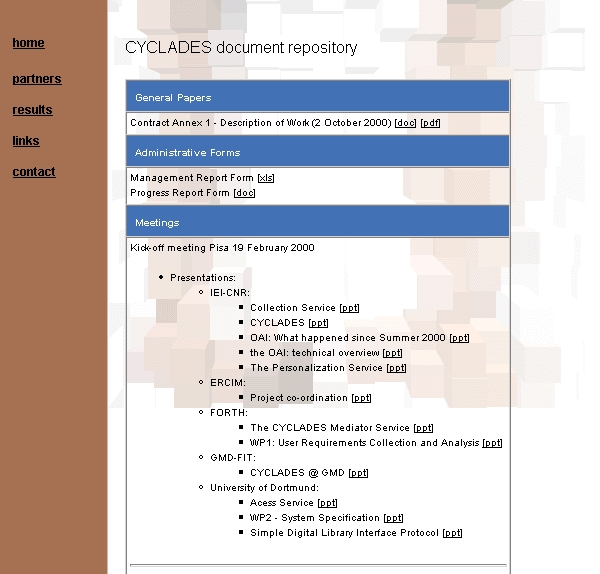 home
partners
results
links
contact
CYCLADES document repository
General Papers
Contract Annex 1 - Description of Work (2 October 2000) [doc] [pdf]
Administrative Forms
Management Report Form [xls]
Progress Report Form [doc]
Meetings
Kick-off meeting Pisa 19 February 2000
Presentations:
IEI-CNR:
Collection Service [ppt]
CYCLADES [ppt]
OAI: What happened since Summer 2000 [ppt]
the OAI: technical overview [ppt]
The Personalization Service [ppt]
ERCIM:
Project co-ordination [ppt]
FORTH:
The CYCLADES Mediator Service [ppt]
WP1: User Requirements Collection and Analysis [ppt]
GMD-FIT:
CYCLADES @ GMD [ppt]
University of Dortmund:
Acess Service [ppt]
WP2 - System Specification [ppt]
Simple Digital Library Interface Protocol [ppt]